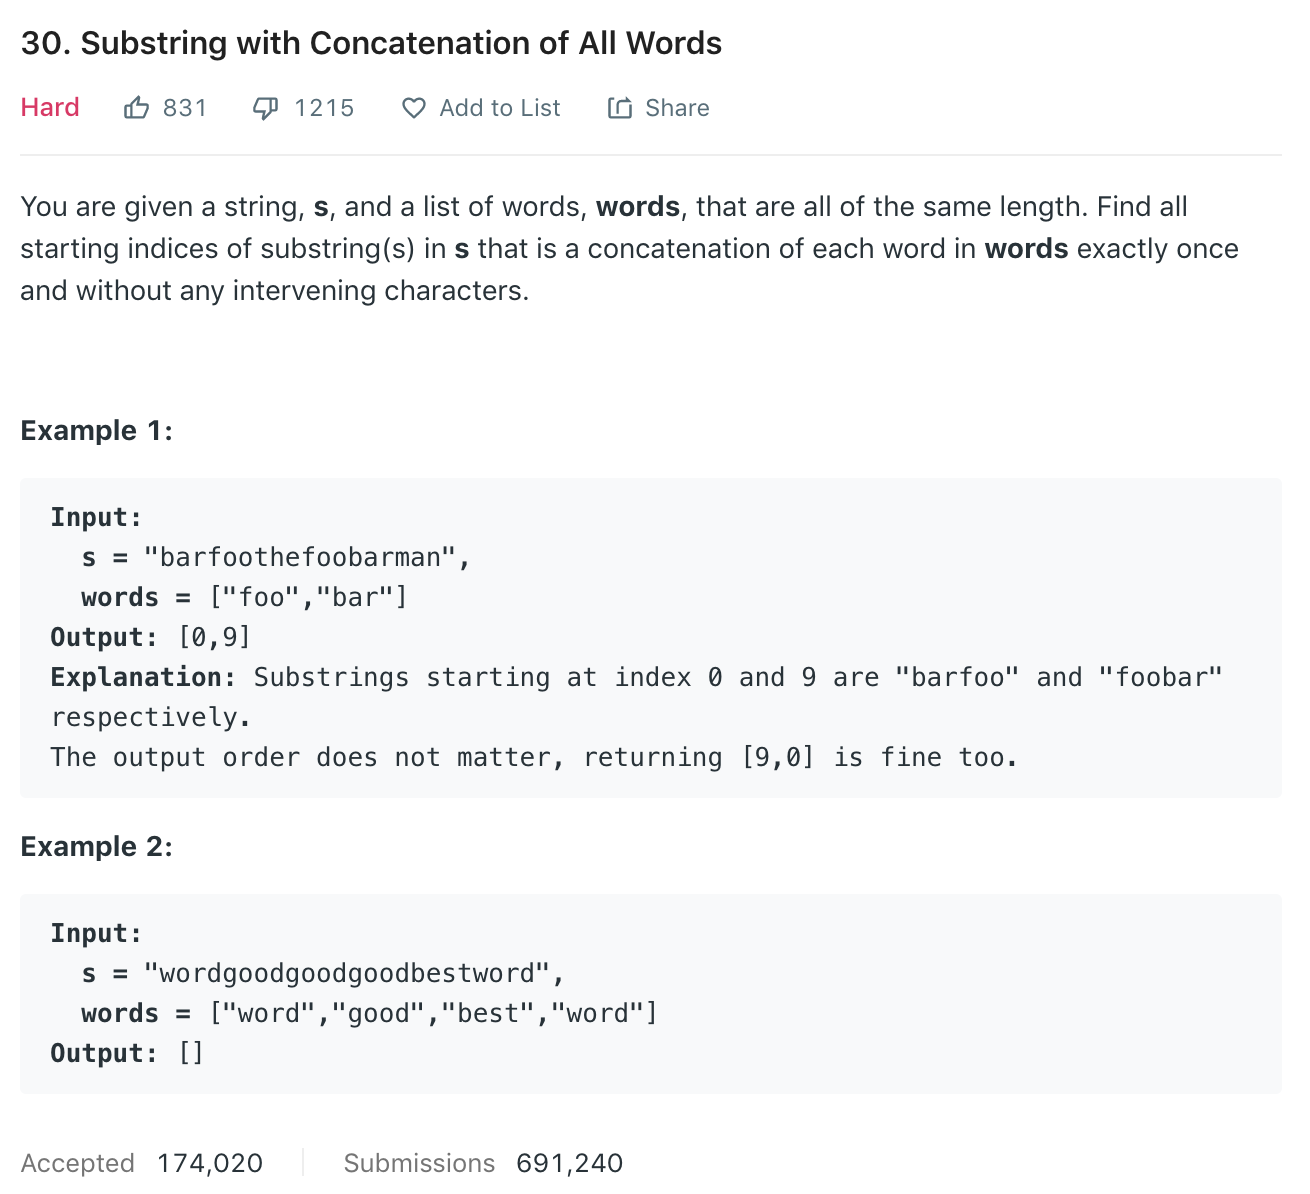 30. Substring with Concatenation of All Words
Hard 831 1215 Add to List Share
You are given a string, s, and a list of words, words, that are all of the same length. Find all
starting indices of substring(s) in s that is a concatenation of each word in words exactly once
and without any intervening characters.
Example 1:
Input:
  s = "barfoothefoobarman",
  words = ["foo","bar"]
Output: [0,9]
Explanation: Substrings starting at index 0 and 9 are "barfoo" and "foobar"
respectively.
The output order does not matter, returning [9,0] is fine too.
Example 2:
Input:
  s = "wordgoodgoodgoodbestword",
  words = ["word","good","best","word"]
Output: []
Accepted 174,020 Submissions 691,240